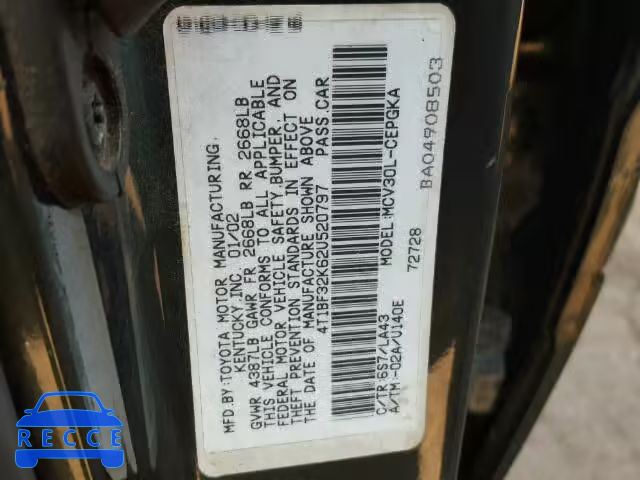 MFD.BY:TOYOTA MOTOR MANUFACTURING.
KENTUCKY,INC. 01/02
GVWR 4387LB GAWR FR 2668LB RR 2668LB
THIS VEHICLE CONFORMS TO ALL APPLICABLE
FEDERAL MOTOR VEHICLE SAFETY,BUMPER, AND
THEFT PREVENTION STANDARDS IN EFFECT ON
THE DATE OF MANUFACTURE SHOWN ABOVE
4T1BF32K62U520797 PASS.CAR
C/TR:6S7/LA43 MODEL:MCV30L-CEPGKA
A/TM:-02A/U140E 72728
BA0490B503
RECCE